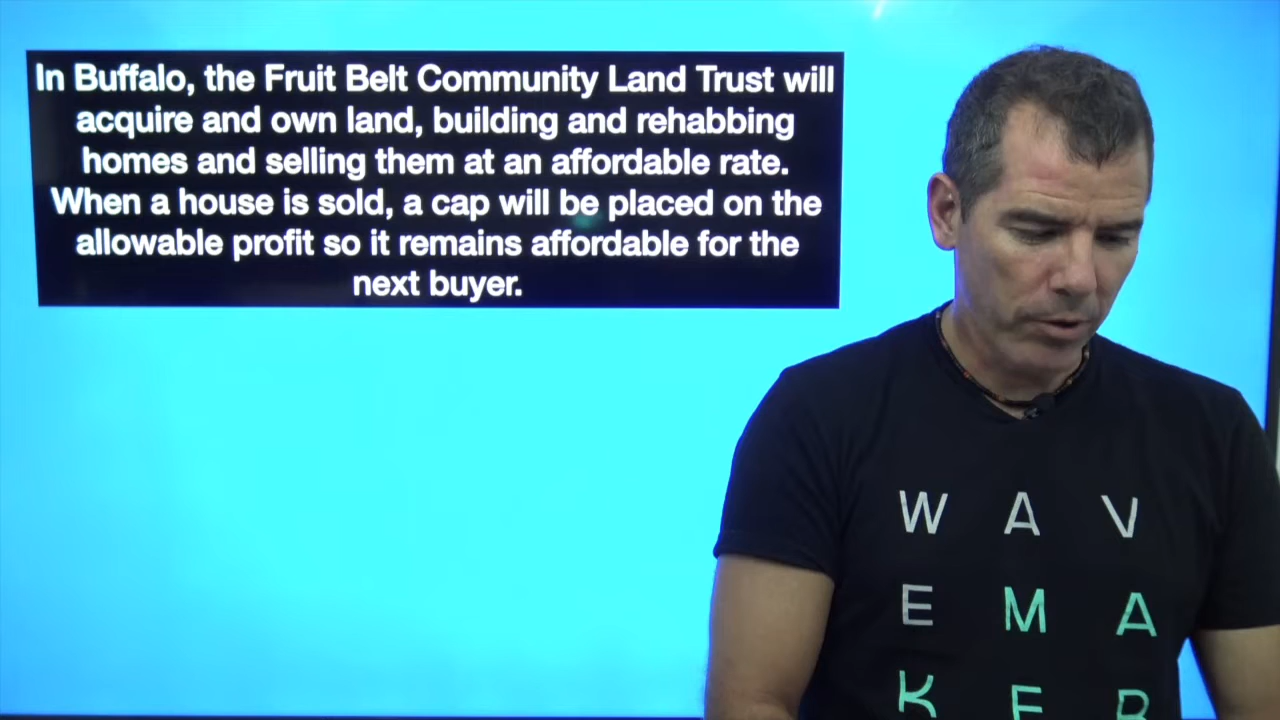 In Buffalo, the Fruit Belt Community Land Trust will
acquire and own land, building and rehabbing
homes and selling them at an affordable rate.
When a house is sold, a cap will be placed on the
allowable profit so it remains affordable for the
next buyer.
W A V
E M A
K E R